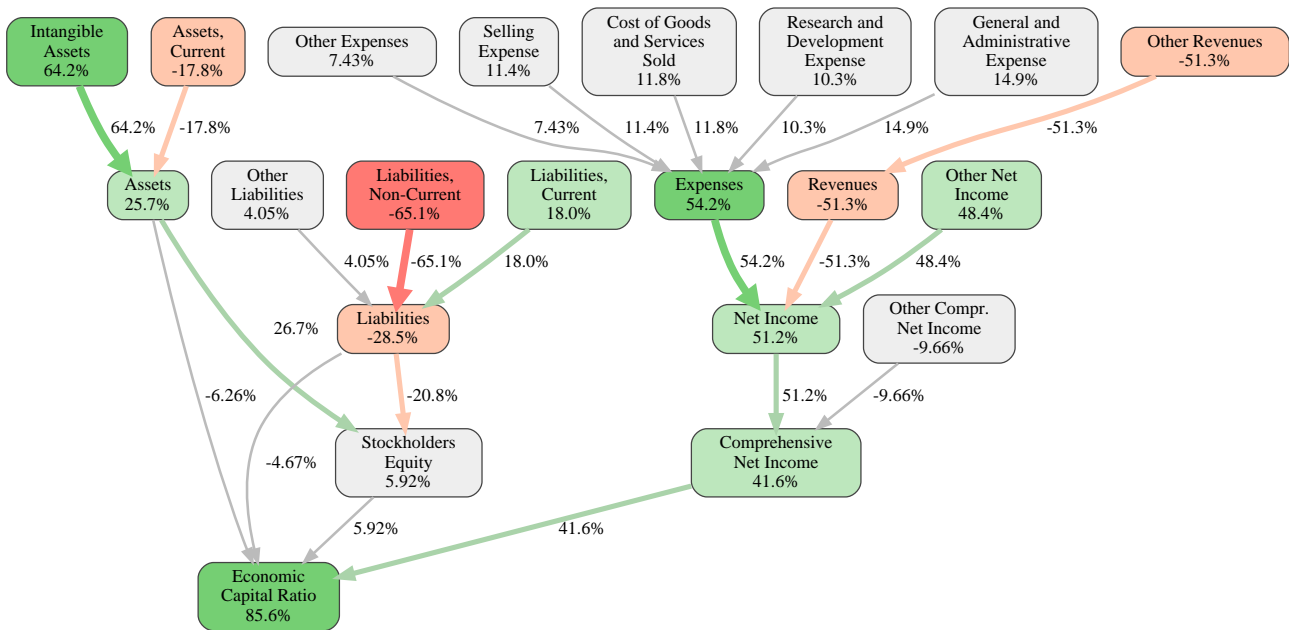 Intangible
Assets
64.2%
Assets,
Current
-17.8%
Other Expenses
7.43%
Selling
Expense
11.4%
Cost of Goods
and Services
Sold
11.8%
Research and
Development
Expense
10.3%
General and
Administrative
Expense
14.9%
Other Revenues
-51.3%
64.2%
-17.8%
7.43%
11.4%
11.8%
10.3%
14.9%
-51.3%
Assets
25.7%
Other
Liabilities
4.05%
Liabilities,
Non-Current
-65.1%
Liabilities,
Current
18.0%
Expenses
54.2%
Revenues
-51.3%
Other Net
Income
48.4%
4.05%
-65.1%
18.0%
54.2%
-51.3%
48.4%
26.7%
Liabilities
-28.5%
Net Income
51.2%
Other Compr.
Net Income
-9.66%
-6.26%
-20.8%
51.2%
-9.66%
-4.67%
Stockholders
Equity
5.92%
Comprehensive
Net Income
41.6%
5.92%
41.6%
Economic
Capital Ratio
85.6%